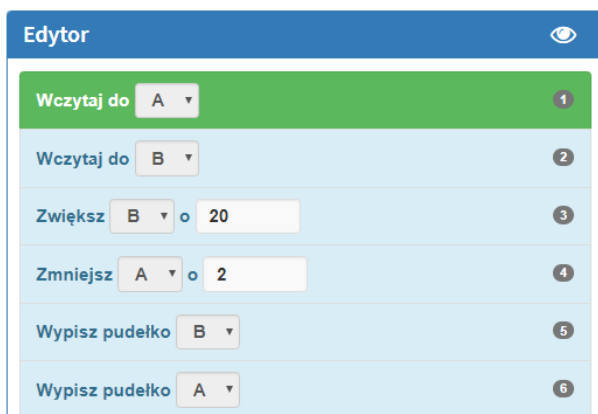 Edytor
Wczytaj do A 1
Wczytaj do B 2
Zwiększ B o 20 3
Zmniejsz A o 2 4
Wypisz pudełko B 5
Wypisz pudełko A 6